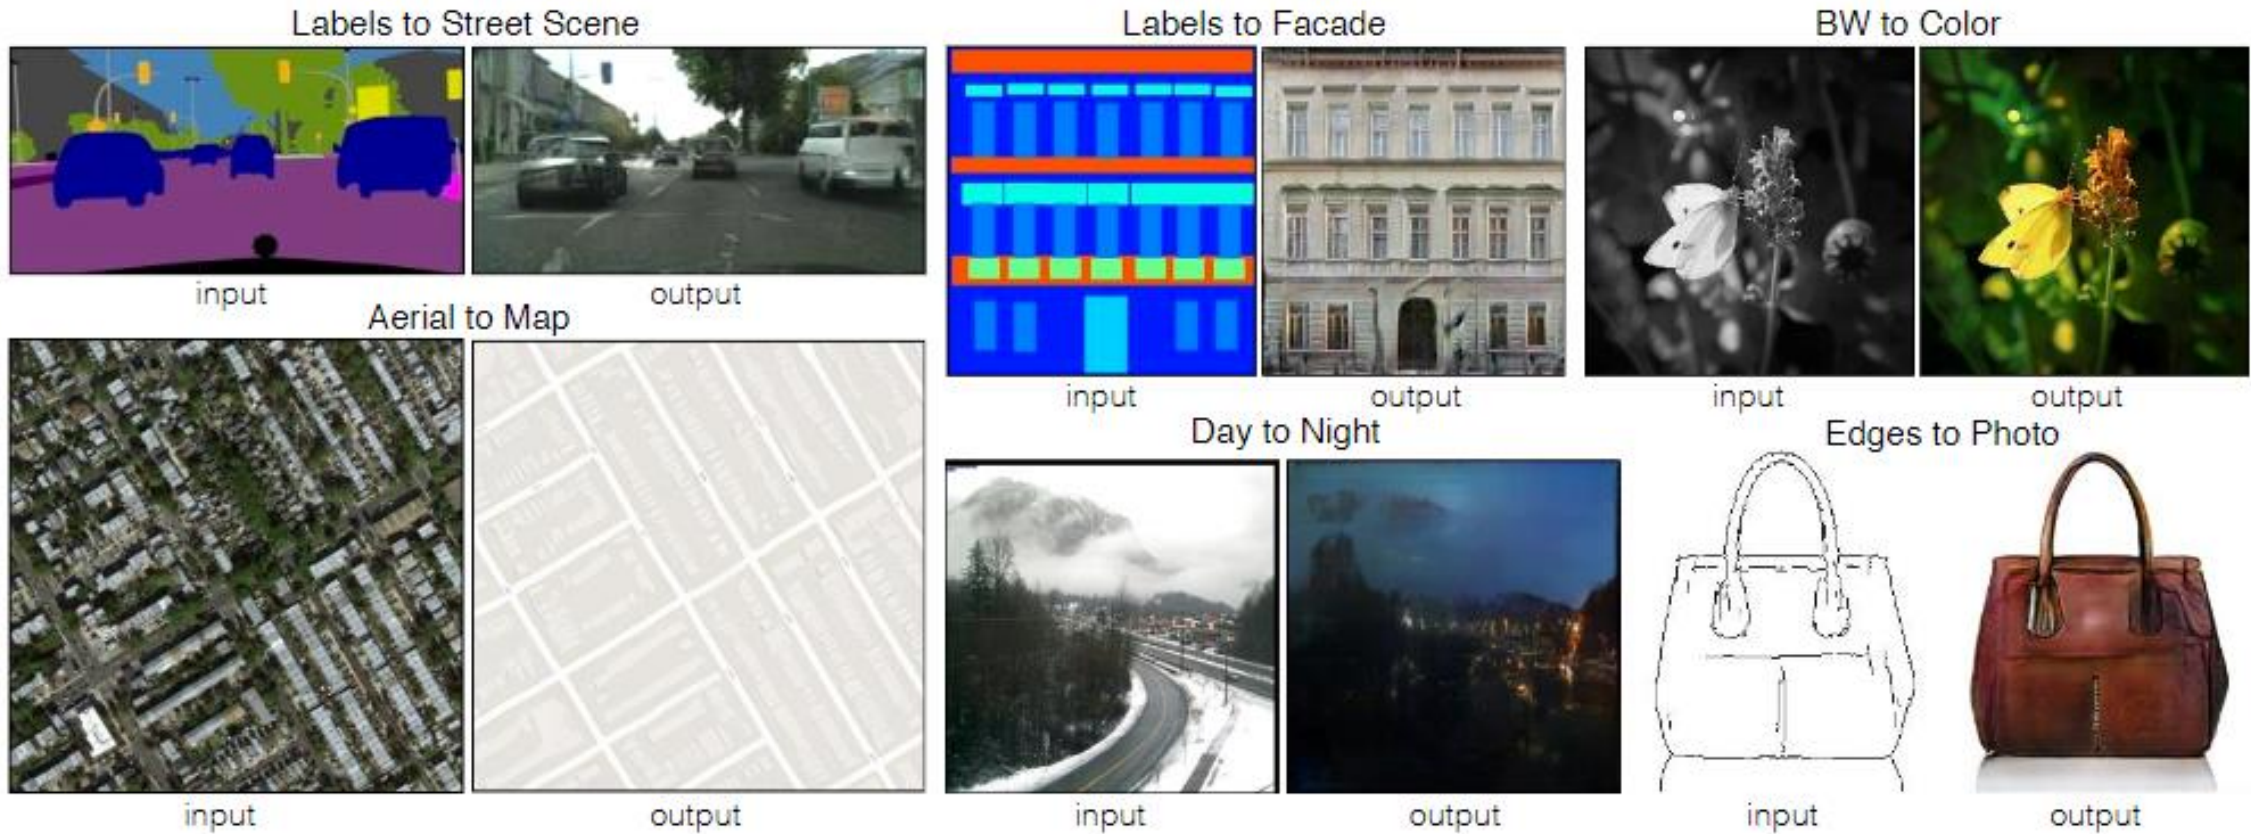 Labels to Street Scene
input
output
Aerial to Map
input
output
Labels to Facade
input
output
BW to Color
input
output
Day to Night
input
output
Edges to Photo
input
output